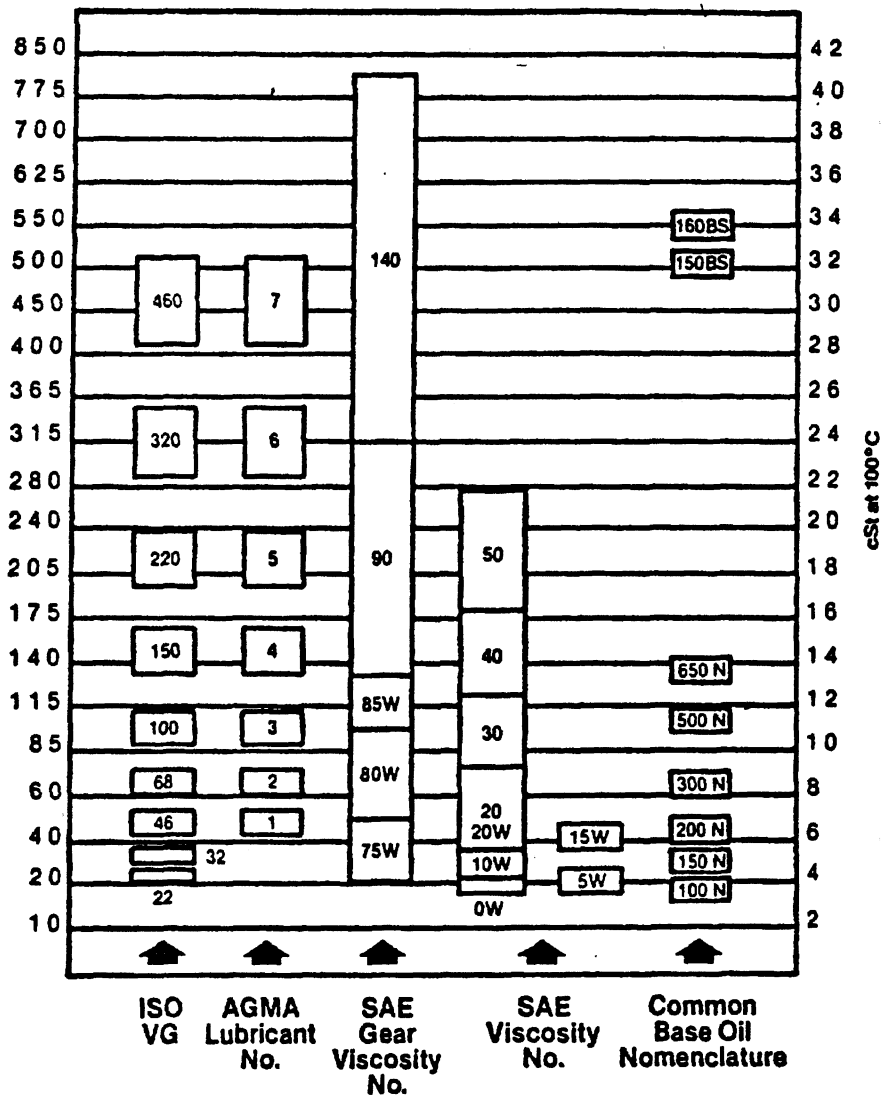 850 42
775 40
700 38
625 36
550 160BS 34
500 150BS 32
140
460 7
450 30
400 28
365 26
315 320 6 24
280 22
240 20
220 5 90 50
205 18
175 16
150 4 40
140 650 N 14
115 85W 12
100 3 30 500 N
85 10
80W
68 2 300 N
60 8
20
46 1 20W 15W 200 N
40 6
32 75W 10W 150 N
20 5W 4
100 N
22 0W
10 2
cSt at 100°C
ISO VG
AGMA Lubricant No.
SAE Gear Viscosity No.
SAE Viscosity No.
Common Base Oil Nomenclature